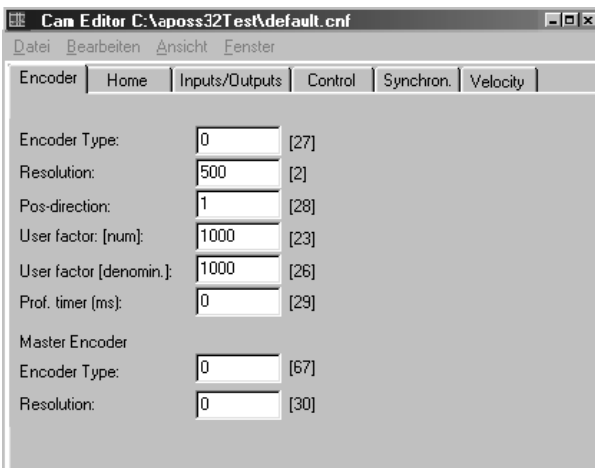 Cam Editor C:\aposs32Test\default.cnf
Datei Bearbeiten Ansicht Fenster
Encoder Home Inputs/Outputs Control Synchron. Velocity
Encoder Type: 0 [27]
Resolution: 500 [2]
Pos-direction: 1 [28]
User factor: [num]: 1000 [23]
User factor [denomin.]: 1000 [26]
Prof. timer (ms): 0 [29]
Master Encoder
Encoder Type: 0 [67]
Resolution: 0 [30]